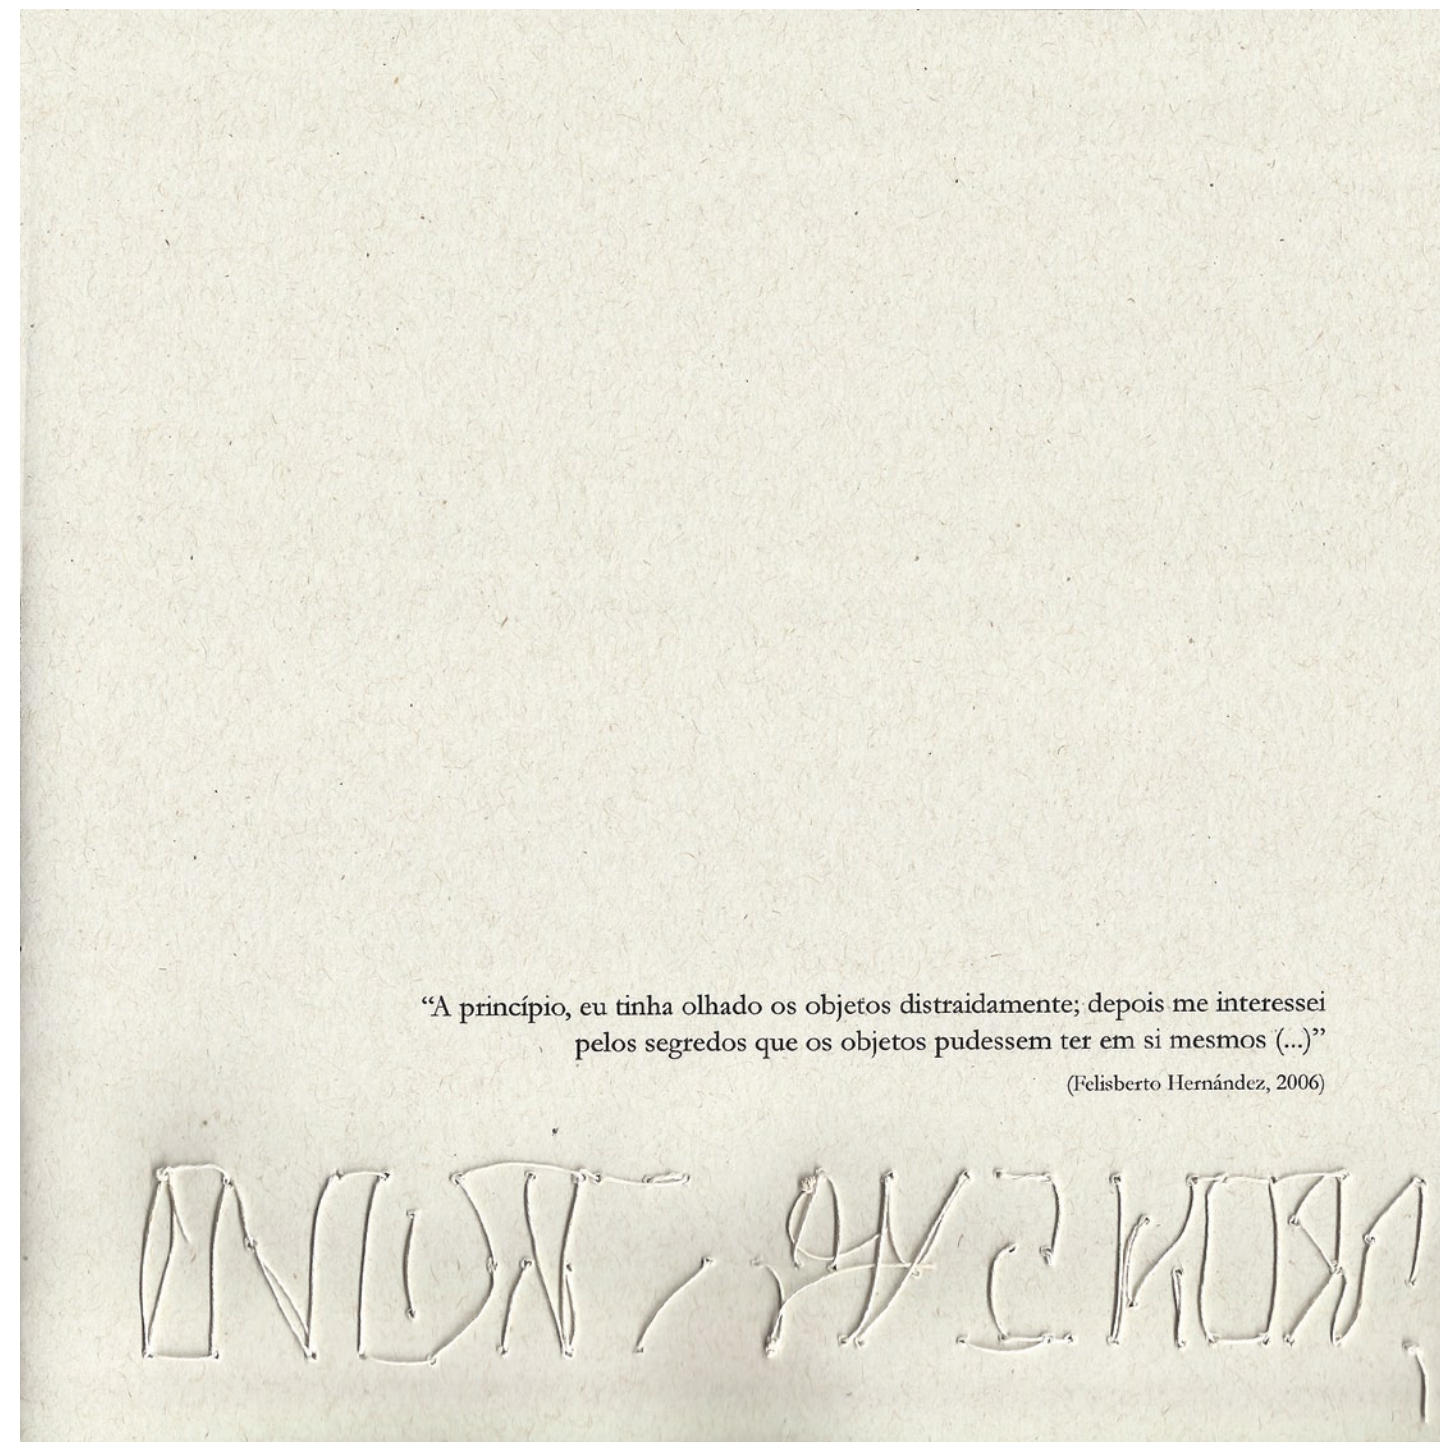 “A princípio, eu tinha olhado os objetos distraidamente; depois me interessei
pelos segredos que os objetos pudessem ter em si mesmos (...)”
(Felisberto Hernández, 2006)